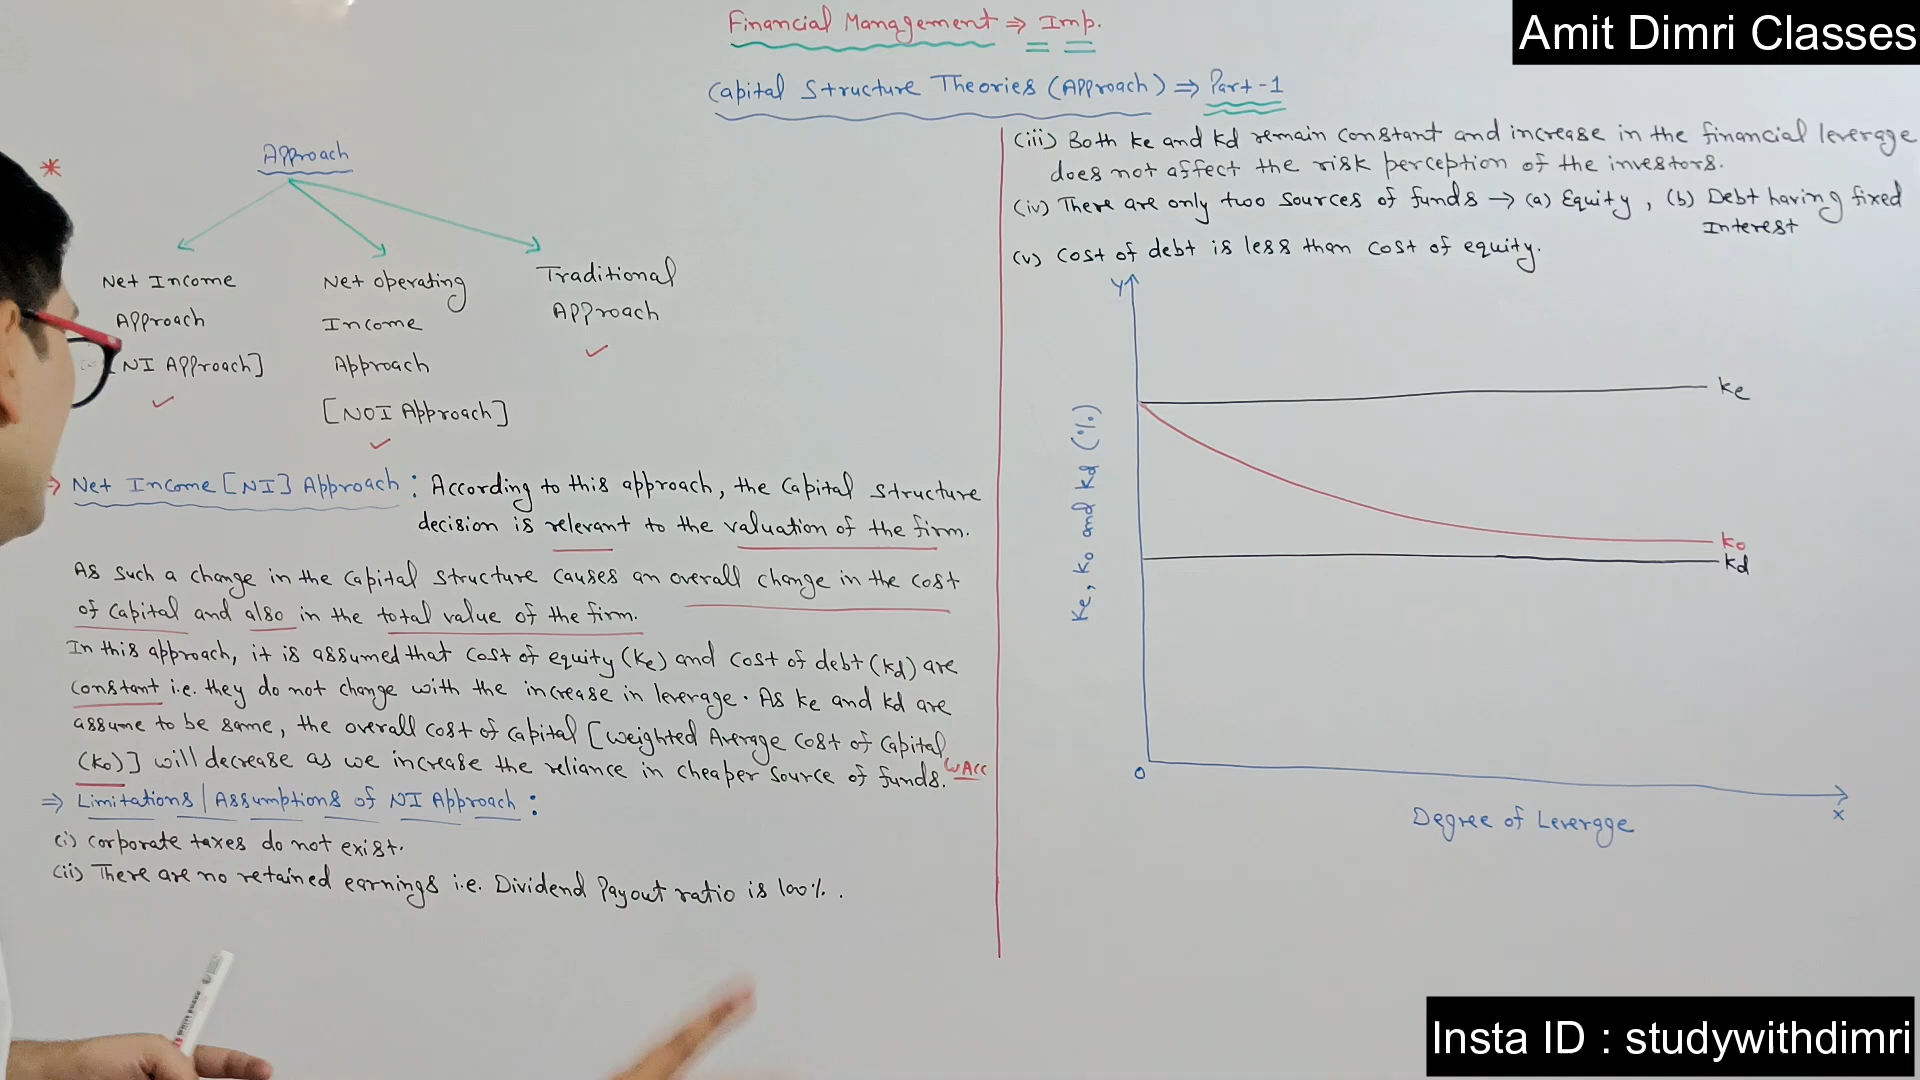 Financial Management ⇒ Imp.
Amit Dimri Classes
Capital Structure Theories (Approach) ⇒ Part-1
*
Approach
Net Income
Approach
[NI Approach]
Net operating
Income
Approach
[NOI Approach]
Traditional
Approach
⇒ Net Income [NI] Approach : According to this approach, the capital structure
decision is relevant to the valuation of the firm.
As such a change in the capital structure causes an overall change in the cost
of capital and also in the total value of the firm.
In this approach, it is assumed that cost of equity (ke) and cost of debt (kd) are
constant i.e. they do not change with the increase in leverage. As ke and kd are
assume to be same, the overall cost of capital [weighted Average cost of capital
(ko)] will decrease as we increase the reliance in cheaper source of funds. WACC
⇒ Limitations / Assumptions of NI Approach :
(i) corporate taxes do not exist.
(ii) There are no retained earnings i.e. Dividend Payout ratio is 100%.
(iii) Both ke and kd remain constant and increase in the financial leverage
does not affect the risk perception of the investors.
(iv) There are only two sources of funds → (a) Equity, (b) Debt having fixed
Interest
(v) Cost of debt is less than cost of equity.
Y
ke
ko
kd
Ke, ko and kd (%)
O
x
Degree of Leverage
Insta ID : studywithdimri